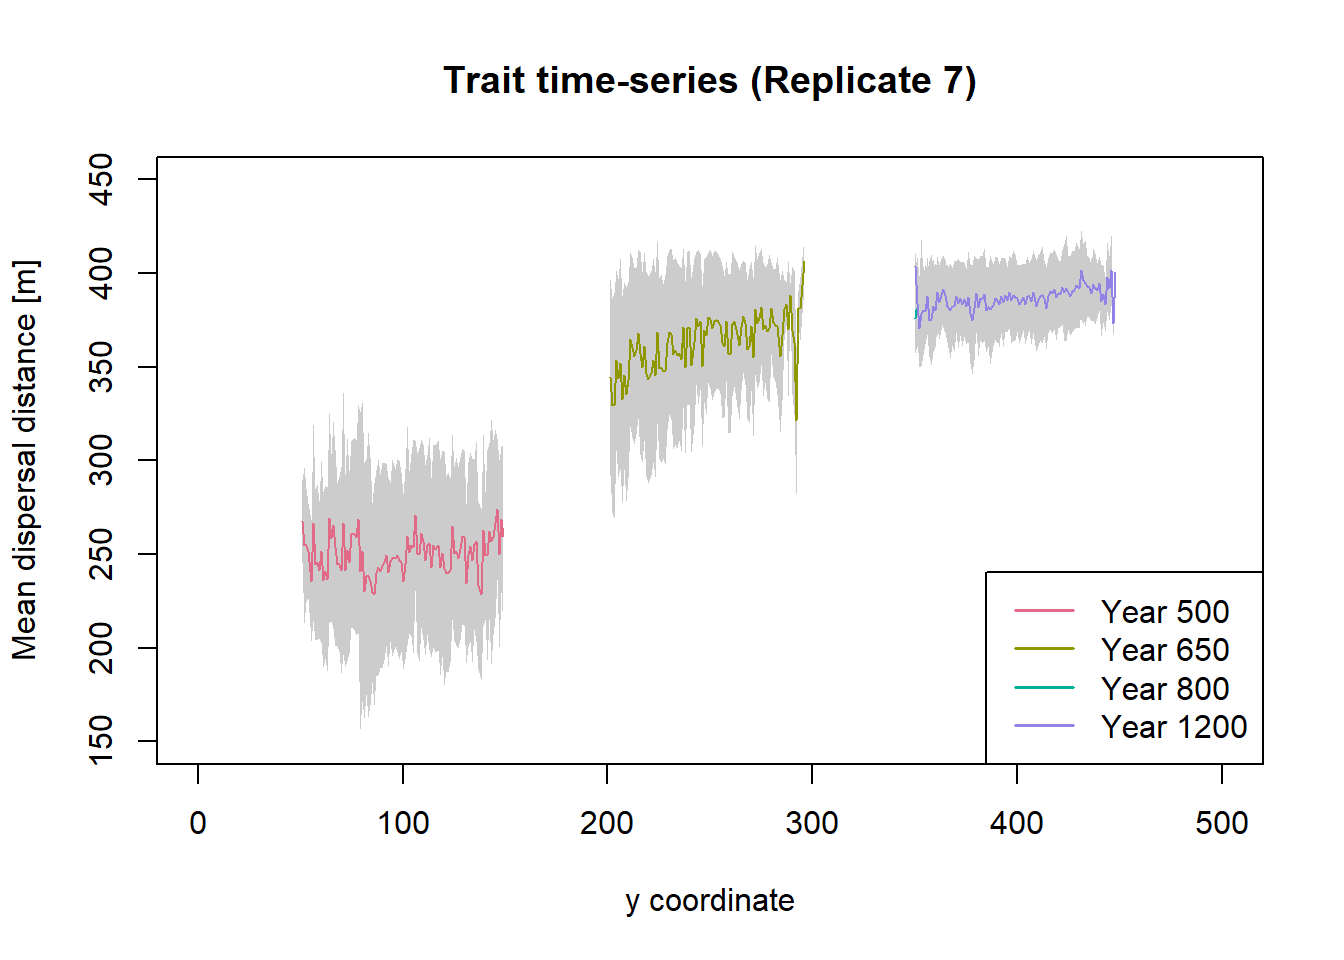 Trait time-series (Replicate 7)
Mean dispersal distance [m]
450
400
350
300
250
200
150
Year 500
Year 650
Year 800
Year 1200
0 100 200 300 400 500
y coordinate